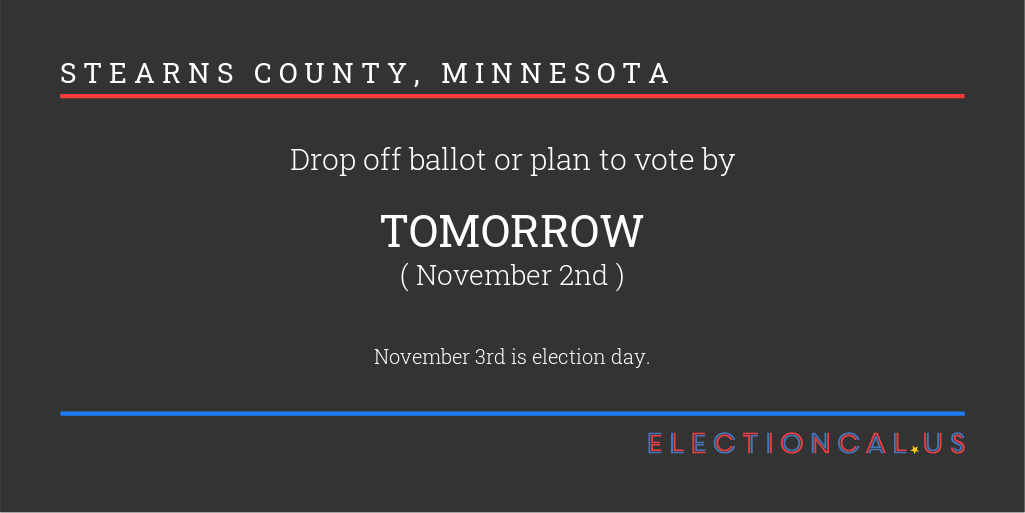 STEARNS COUNTY, MINNESOTA
Drop off ballot or plan to vote by
TOMORROW
( November 2nd )
November 3rd is election day.
ELECTIONCAL.US